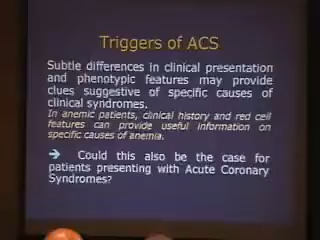 Triggers of ACS
Subtle differences in clinical presentation
and phenotypic features may provide
clues suggestive of specific causes of
clinical syndromes.
In anemic patients, clinical history and red cell
features can provide useful information on
specific causes of anemia.
➔ Could this also be the case for
patients presenting with Acute Coronary
Syndromes?